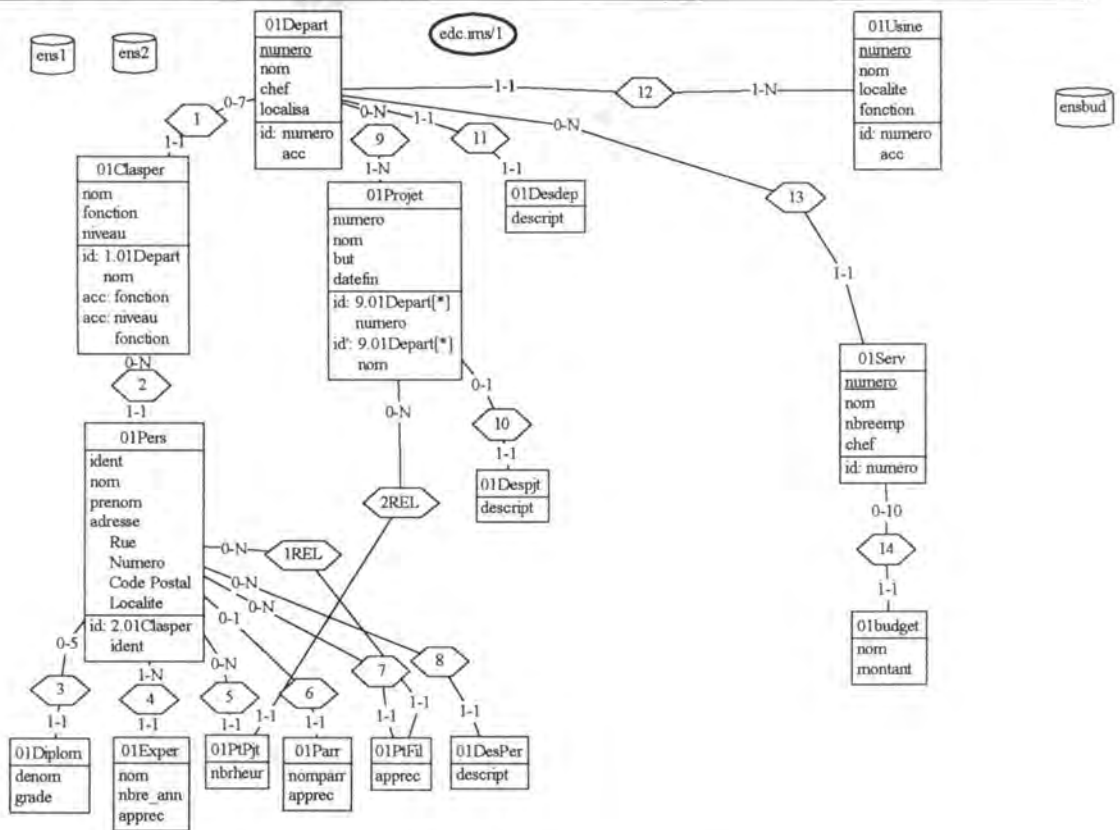 ens1
ens2
01Depart
numero
nom
chef
localisa
id: numero
acc
edc.ims/1
01Usine
numero
nom
localite
fonction
id: numero
acc
ensbud
0-7
1
1-1
0-N
9
1-N
1-1
11
1-1
1-1
12
1-N
0-N
13
1-1
01Clasper
nom
fonction
niveau
id: 1.01Depart
nom
acc: fonction
acc: niveau
fonction
01Projet
numero
nom
but
datefin
id: 9.01Depart[*]
numero
id': 9.01Depart[*]
nom
01Desdep
descript
0-N
2
1-1
0-N
2REL
1-1
0-1
10
1-1
01Serv
numero
nom
nbreemp
chef
id: numero
01Pers
ident
nom
prenom
adresse
Rue
Numero
Code Postal
Localite
id: 2.01Clasper
ident
01Despjt
descript
0-N
1REL
1-1
0-N
8
1-1
0-N
7
1-1
0-1
6
1-1
0-N
5
1-1
1-N
4
1-1
0-5
3
1-1
0-10
14
1-1
01budget
nom
montant
01Diplom
denom
grade
01Exper
nom
nbre_ann
apprec
01PtPjt
nbrheur
01Parr
nomparr
apprec
01PtFil
apprec
01DesPer
descript